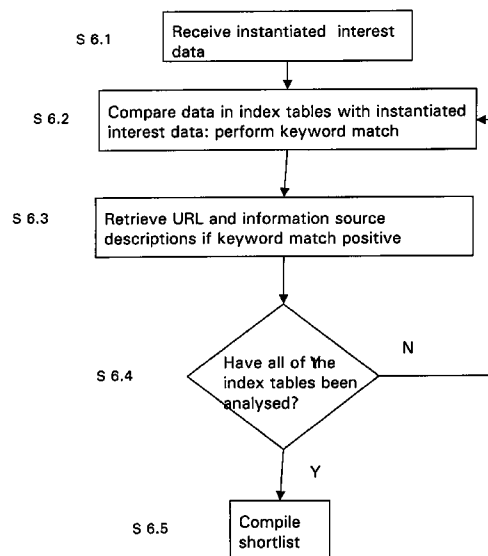 S 6.1
Receive instantiated interest
data
S 6.2
Compare data in index tables with instantiated
interest data: perform keyword match
S 6.3
Retrieve URL and information source
descriptions if keyword match positive
S 6.4
Have all of the
Y
index tables been
analysed?
N
Y
S 6.5
Compile
shortlist